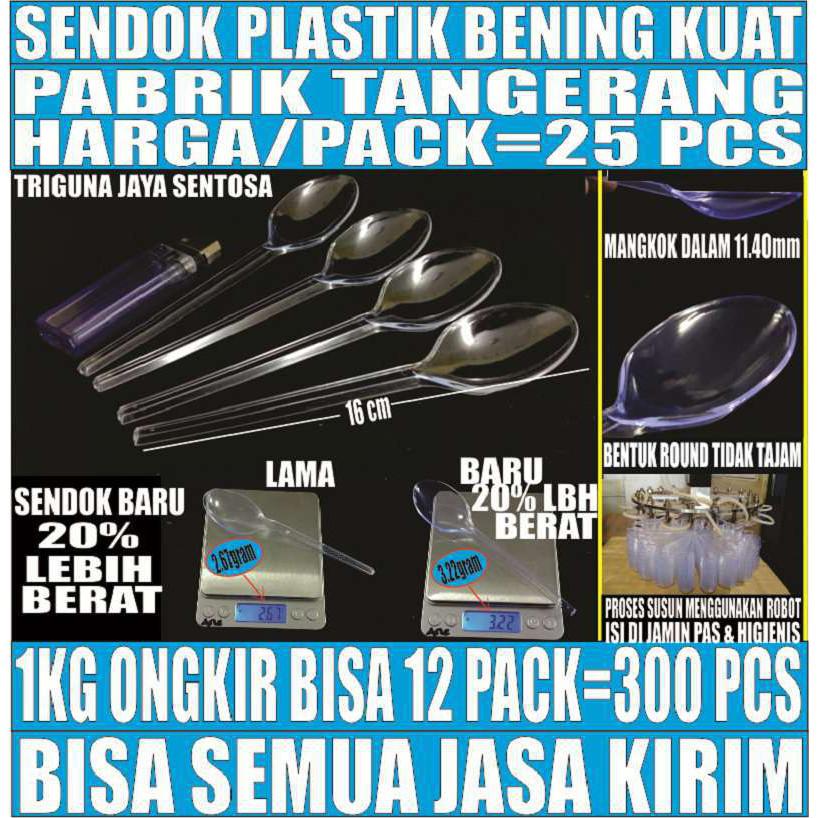 SENDOK PLASTIK BENING KUAT
PABRIK TANGERANG
HARGA/PACK=25 PCS
TRIGUNA JAYA SENTOSA
16 cm
MANGKOK DALAM 11.40mm
BENTUK ROUND TIDAK TAJAM
SENDOK BARU
20%
LEBIH
BERAT
LAMA
2.67gram
2.67
BARU
20% LBH
BERAT
3.22gram
3.22
PROSES SUSUN MENGGUNAKAN ROBOT
ISI DI JAMIN PAS & HIGIENIS
1KG ONGKIR BISA 12 PACK=300 PCS
BISA SEMUA JASA KIRIM